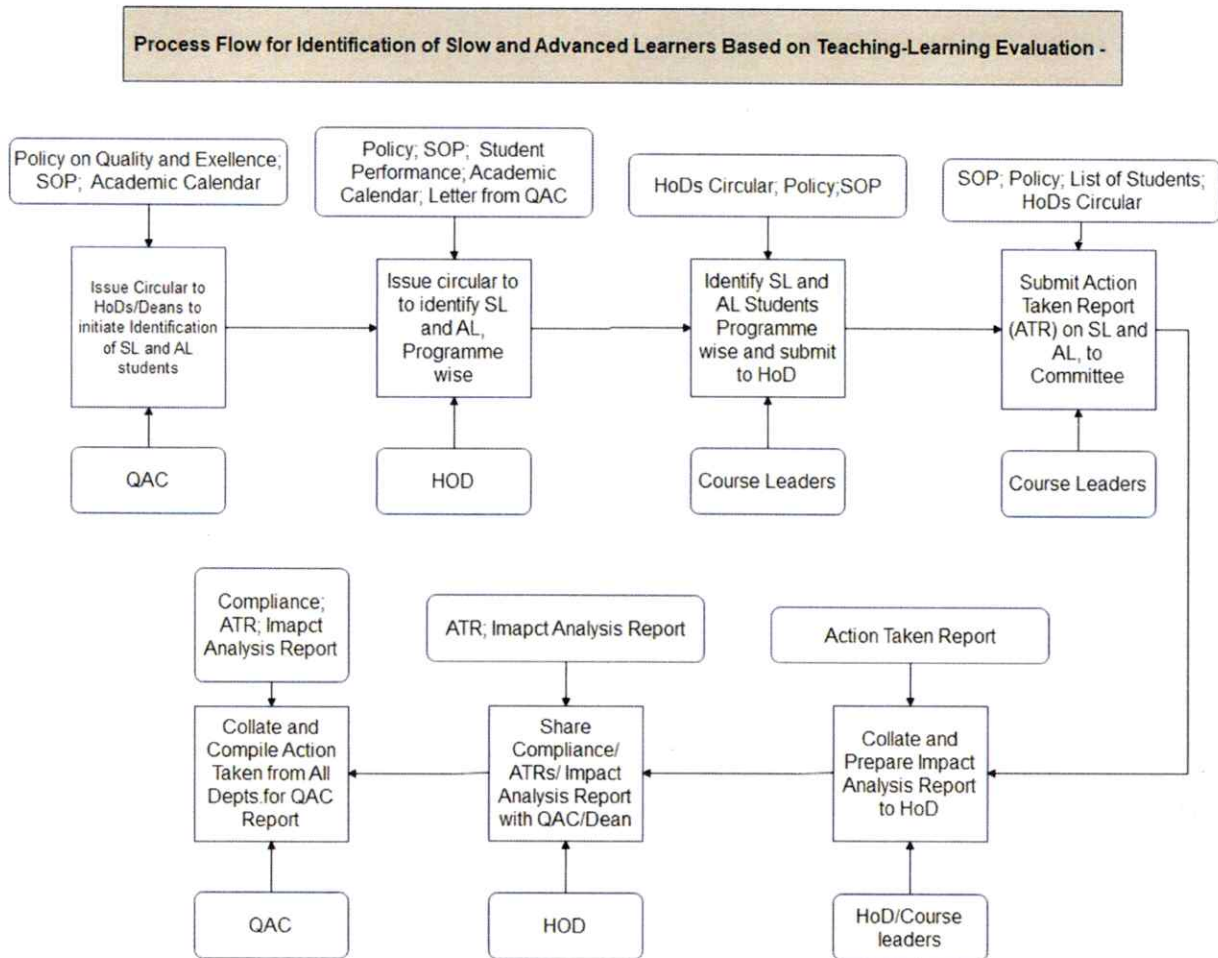 Process Flow for Identification of Slow and Advanced Learners Based on Teaching-Learning Evaluation -
Policy on Quality and Exellence;
SOP; Academic Calendar
Policy; SOP; Student
Performance; Academic
Calendar; Letter from QAC
HoDs Circular; Policy;SOP
SOP; Policy; List of Students;
HoDs Circular
Issue Circular to
HoDs/Deans to
initiate Identification
of SL and AL
students
Issue circular to
to identify SL
and AL,
Programme
wise
Identify SL and
AL Students
Programme
wise and submit
to HoD
Submit Action
Taken Report
(ATR) on SL and
AL, to
Committee
QAC
HOD
Course Leaders
Course Leaders
Compliance;
ATR; Imapct
Analysis Report
ATR; Imapct Analysis Report
Action Taken Report
Collate and
Compile Action
Taken from All
Depts.for QAC
Report
Share
Compliance/
ATRs/ Impact
Analysis Report
with QAC/Dean
Collate and
Prepare Impact
Analysis Report
to HoD
QAC
HOD
HoD/Course
leaders